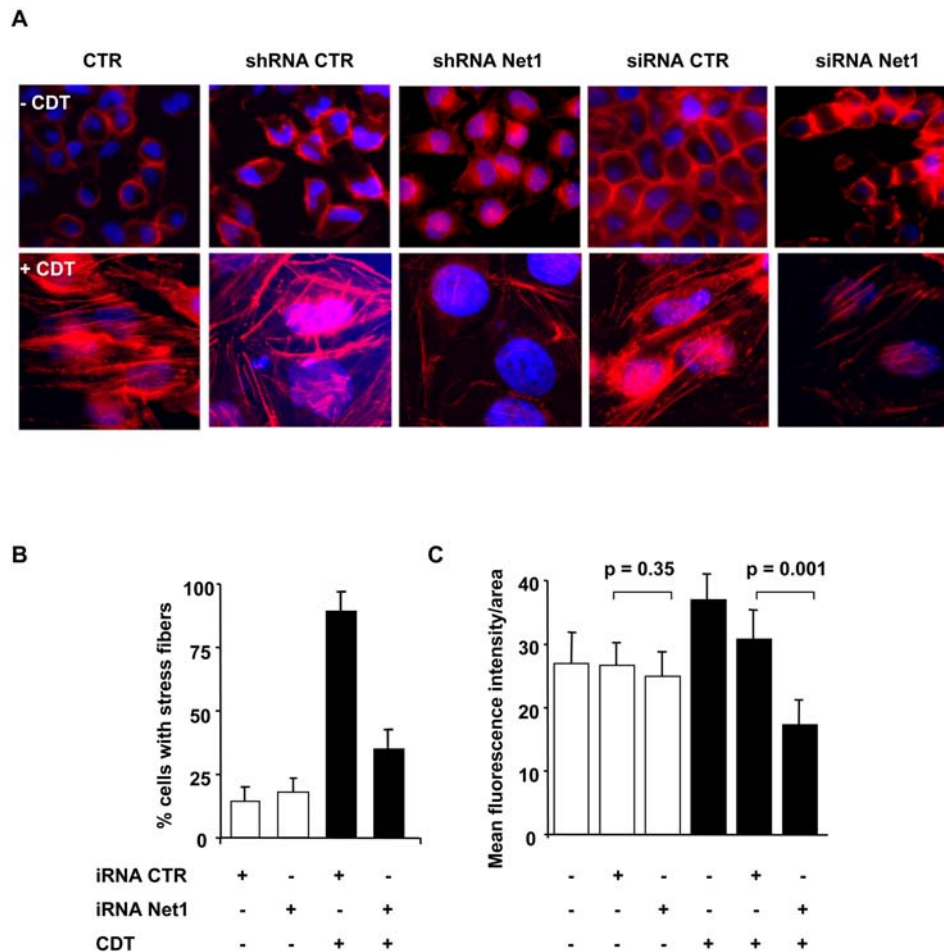 A
CTR shRNA CTR shRNA Net1 siRNA CTR siRNA Net1
- CDT
+ CDT
B
% cells with stress fibers
100
75
50
25
0
iRNA CTR + - + -
iRNA Net1 - + - +
CDT - - + +
C
p = 0.35 p = 0.001
Mean fluorescence intensity/area
40
30
20
10
0
- + - - + -
- - + - - +
- - - + + +